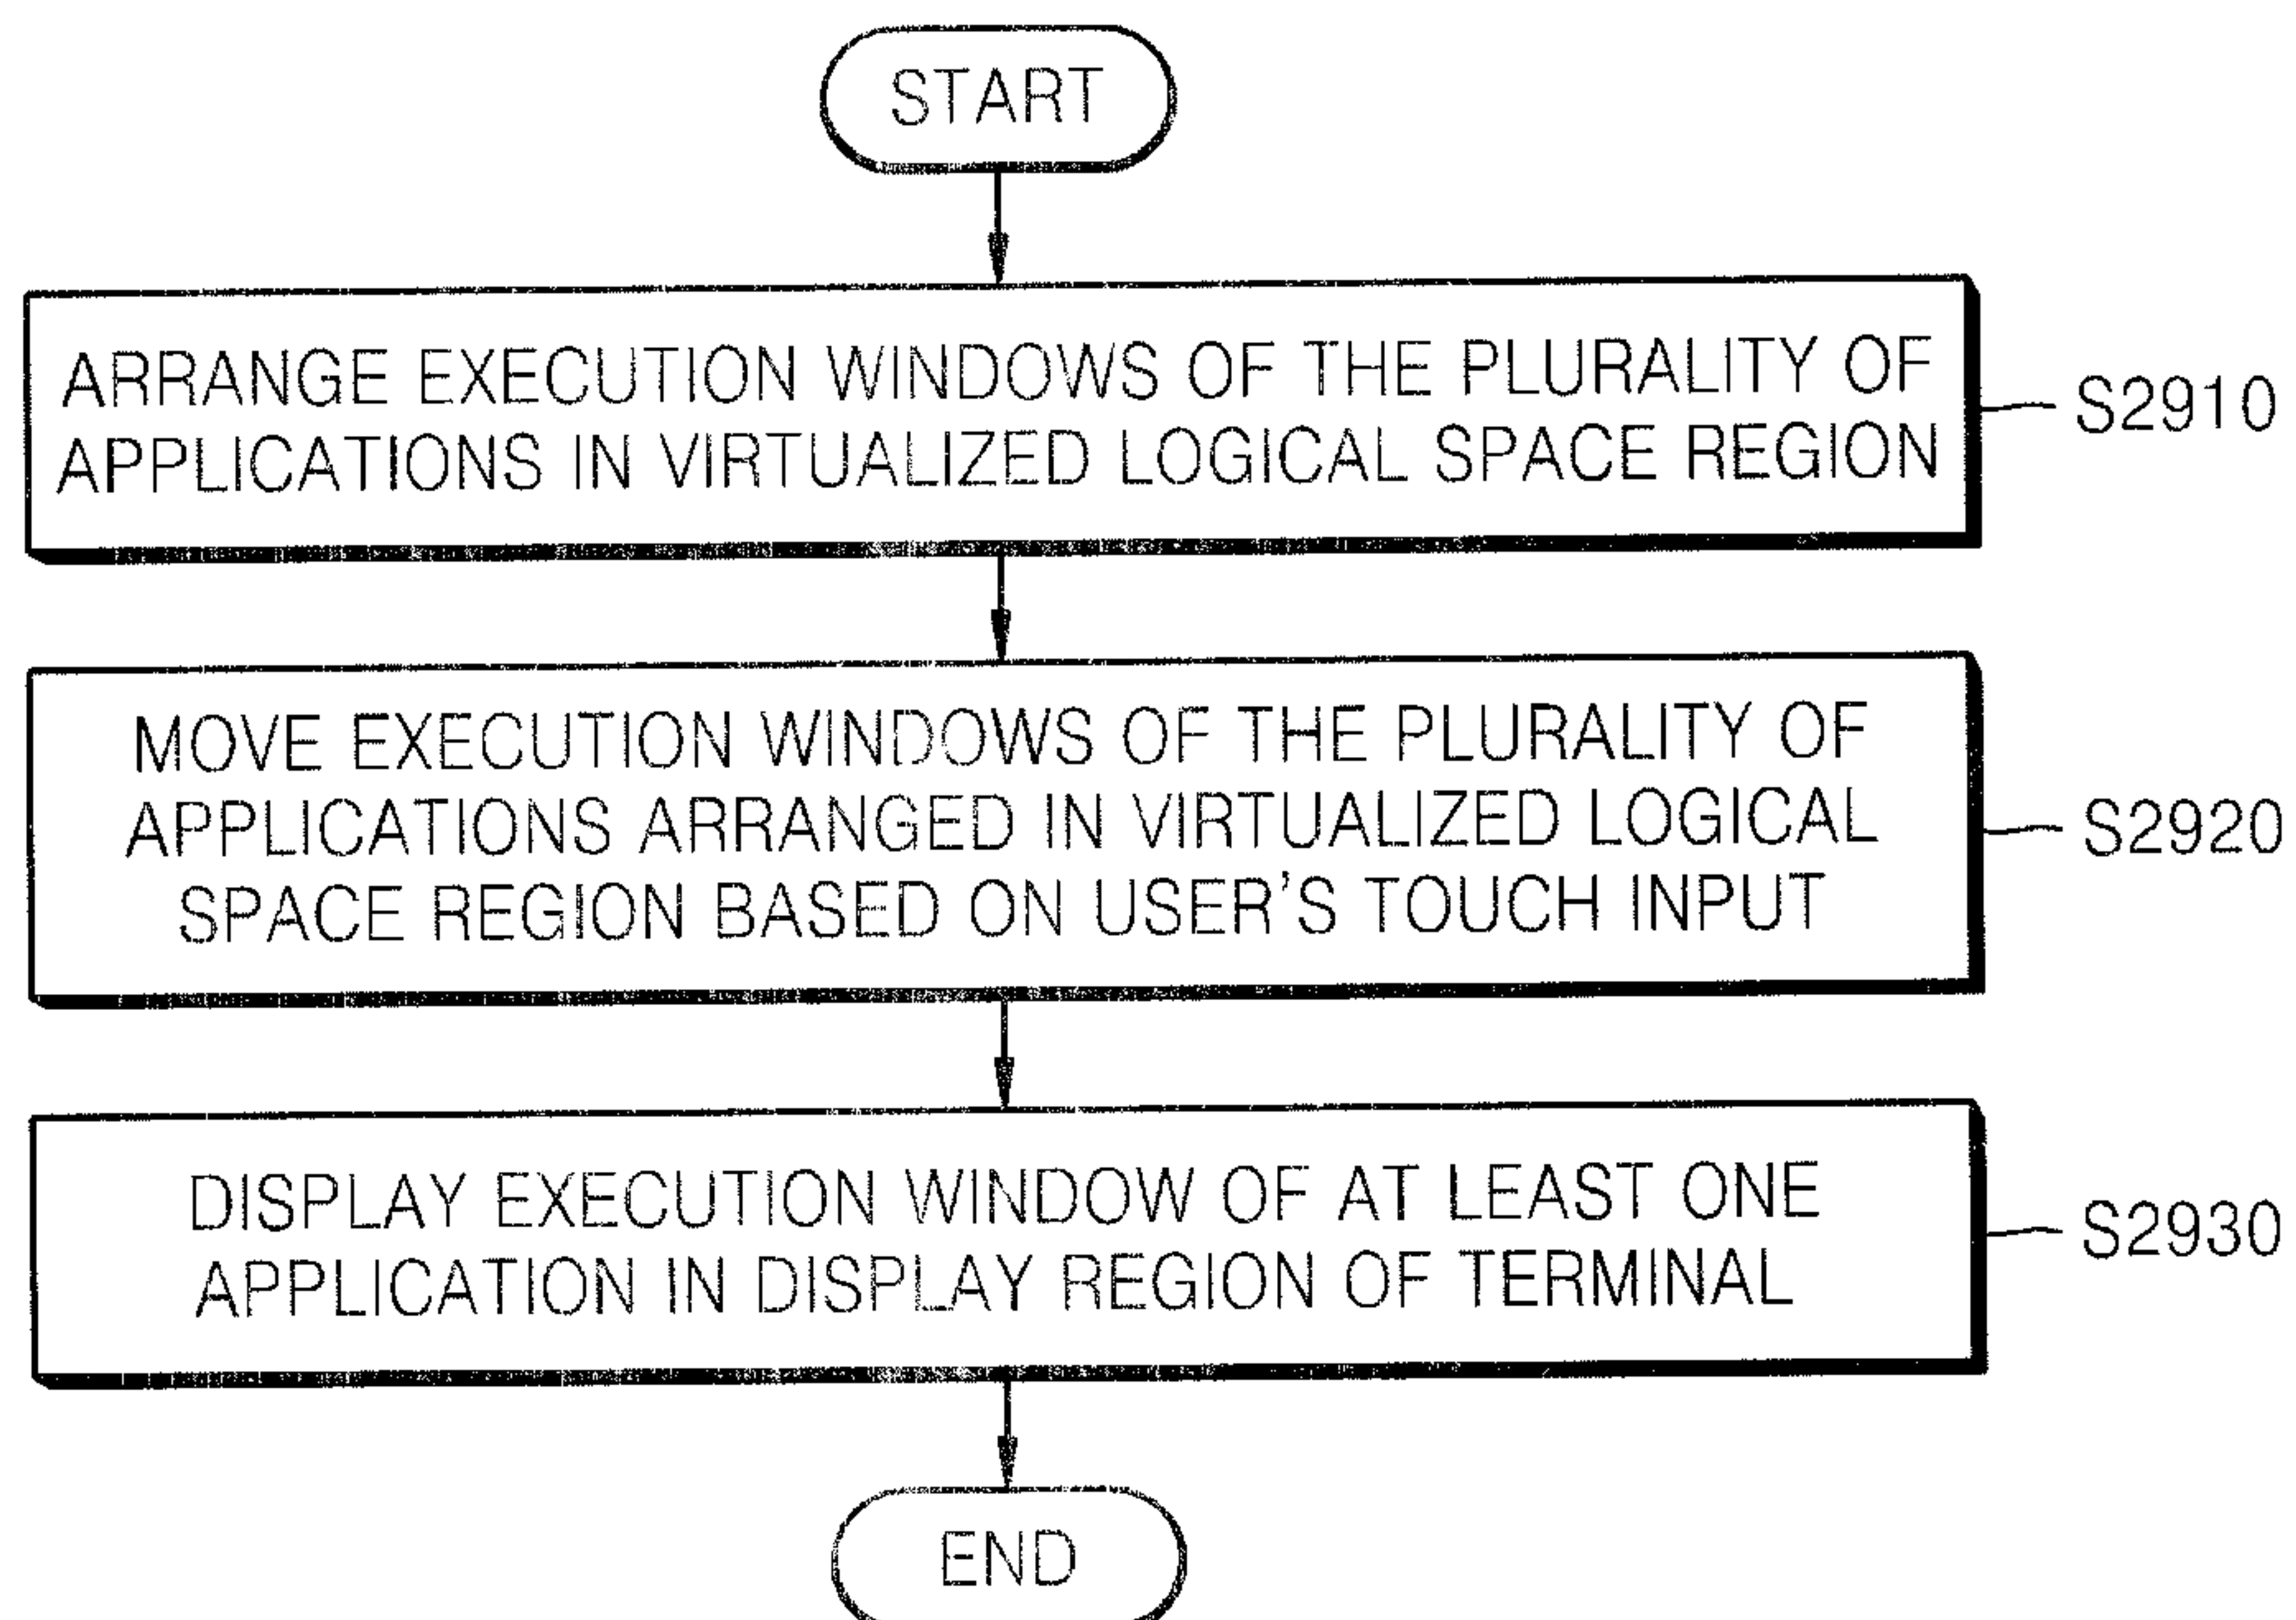 START
ARRANGE EXECUTION WINDOWS OF THE PLURALITY OF
APPLICATIONS IN VIRTUALIZED LOGICAL SPACE REGION
S2910
MOVE EXECUTION WINDOWS OF THE PLURALITY OF
APPLICATIONS ARRANGED IN VIRTUALIZED LOGICAL
SPACE REGION BASED ON USER'S TOUCH INPUT
S2920
DISPLAY EXECUTION WINDOW OF AT LEAST ONE
APPLICATION IN DISPLAY REGION OF TERMINAL
S2930
END